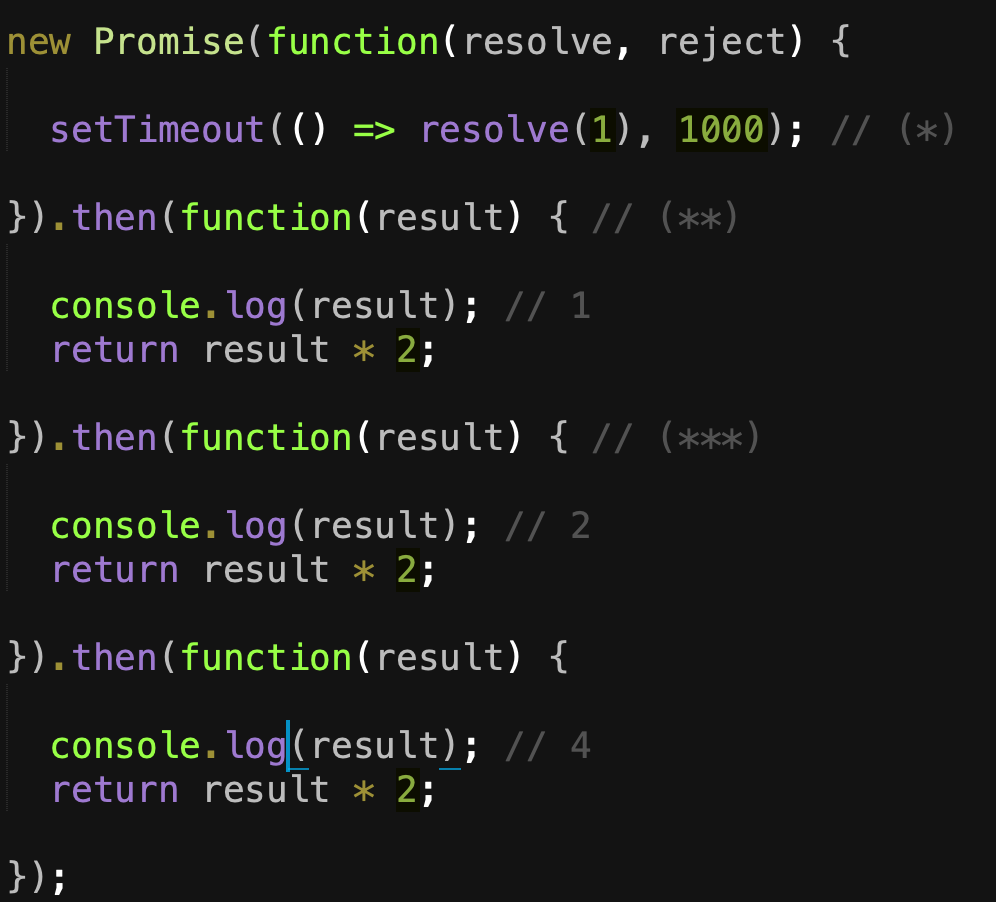 new Promise(function(resolve, reject) {
  setTimeout(() => resolve(1), 1000); // (*)
}).then(function(result) { // (**)
  console.log(result); // 1
  return result * 2;
}).then(function(result) { // (***)
  console.log(result); // 2
  return result * 2;
}).then(function(result) {
  console.log(result); // 4
  return result * 2;
});